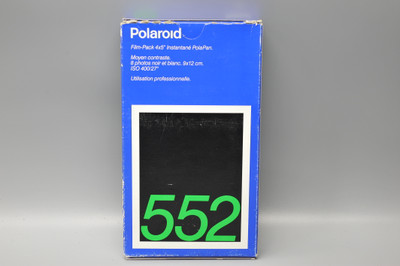 Polaroid
Film-Pack 4x5" Instantané PolaPan.
Moyen contraste.
8 photos noir et blanc. 9x12 cm.
ISO 400/27°
Utilisation professionnelle.
552